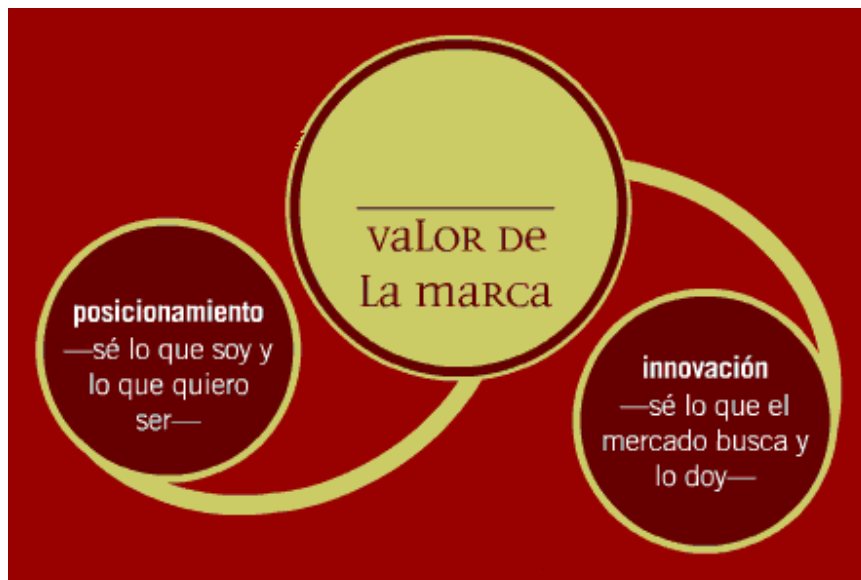 valor de
la marca
posicionamiento
—sé lo que soy y
lo que quiero
ser—
innovación
—sé lo que el
mercado busca y
lo doy—